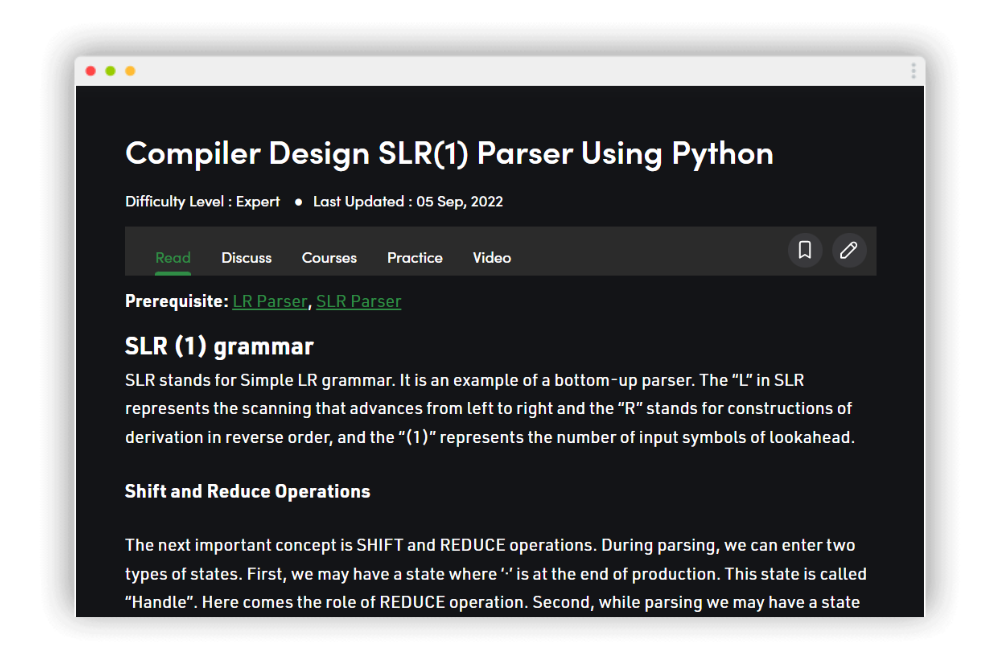 Compiler Design SLR(1) Parser Using Python
Difficulty Level : Expert ● Last Updated : 05 Sep, 2022
Read Discuss Courses Practice Video
Prerequisite: LR Parser, SLR Parser
SLR (1) grammar
SLR stands for Simple LR grammar. It is an example of a bottom-up parser. The “L” in SLR
represents the scanning that advances from left to right and the “R” stands for constructions of
derivation in reverse order, and the “(1)” represents the number of input symbols of lookahead.
Shift and Reduce Operations
The next important concept is SHIFT and REDUCE operations. During parsing, we can enter two
types of states. First, we may have a state where ‘·’ is at the end of production. This state is called
“Handle”. Here comes the role of REDUCE operation. Second, while parsing we may have a state